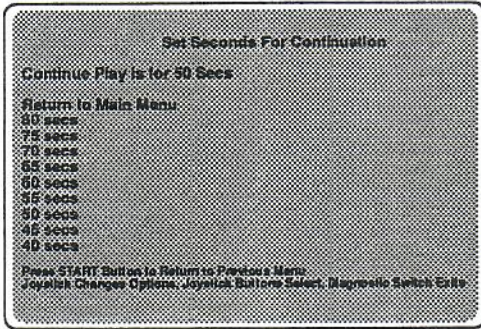 Set Seconds For Continuation
Continue Play is for 50 Secs
Return to Main Menu
80 secs
75 secs
70 secs
65 secs
60 secs
55 secs
50 secs
45 secs
40 secs
Press START Button to Return to Previous Menu
Joystick Changes Options, Joystick Buttons Select, Diagnostic Switch Exits